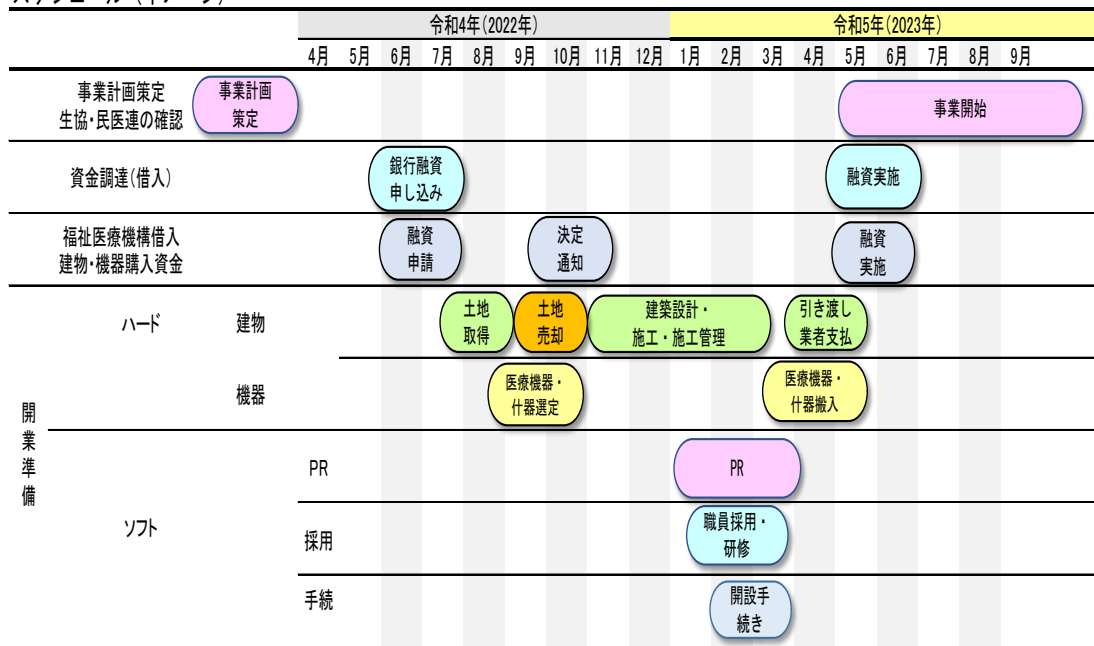 令和4年(2022年)
令和5年(2023年)
4月 5月 6月 7月 8月 9月 10月 11月 12月 1月 2月 3月 4月 5月 6月 7月 8月 9月
事業計画策定
生協・民医連の確認
事業計画
策定
事業開始
資金調達(借入)
銀行融資
申し込み
融資実施
福祉医療機構借入
建物・機器購入資金
融資
申請
決定
通知
融資
実施
開業準備
ハード
建物
土地
取得
土地
売却
建築設計・
施工・施工管理
引き渡し
業者支払
機器
医療機器・
什器選定
医療機器・
什器搬入
ソフト
PR
PR
採用
職員採用・
研修
手続
開設手
続き